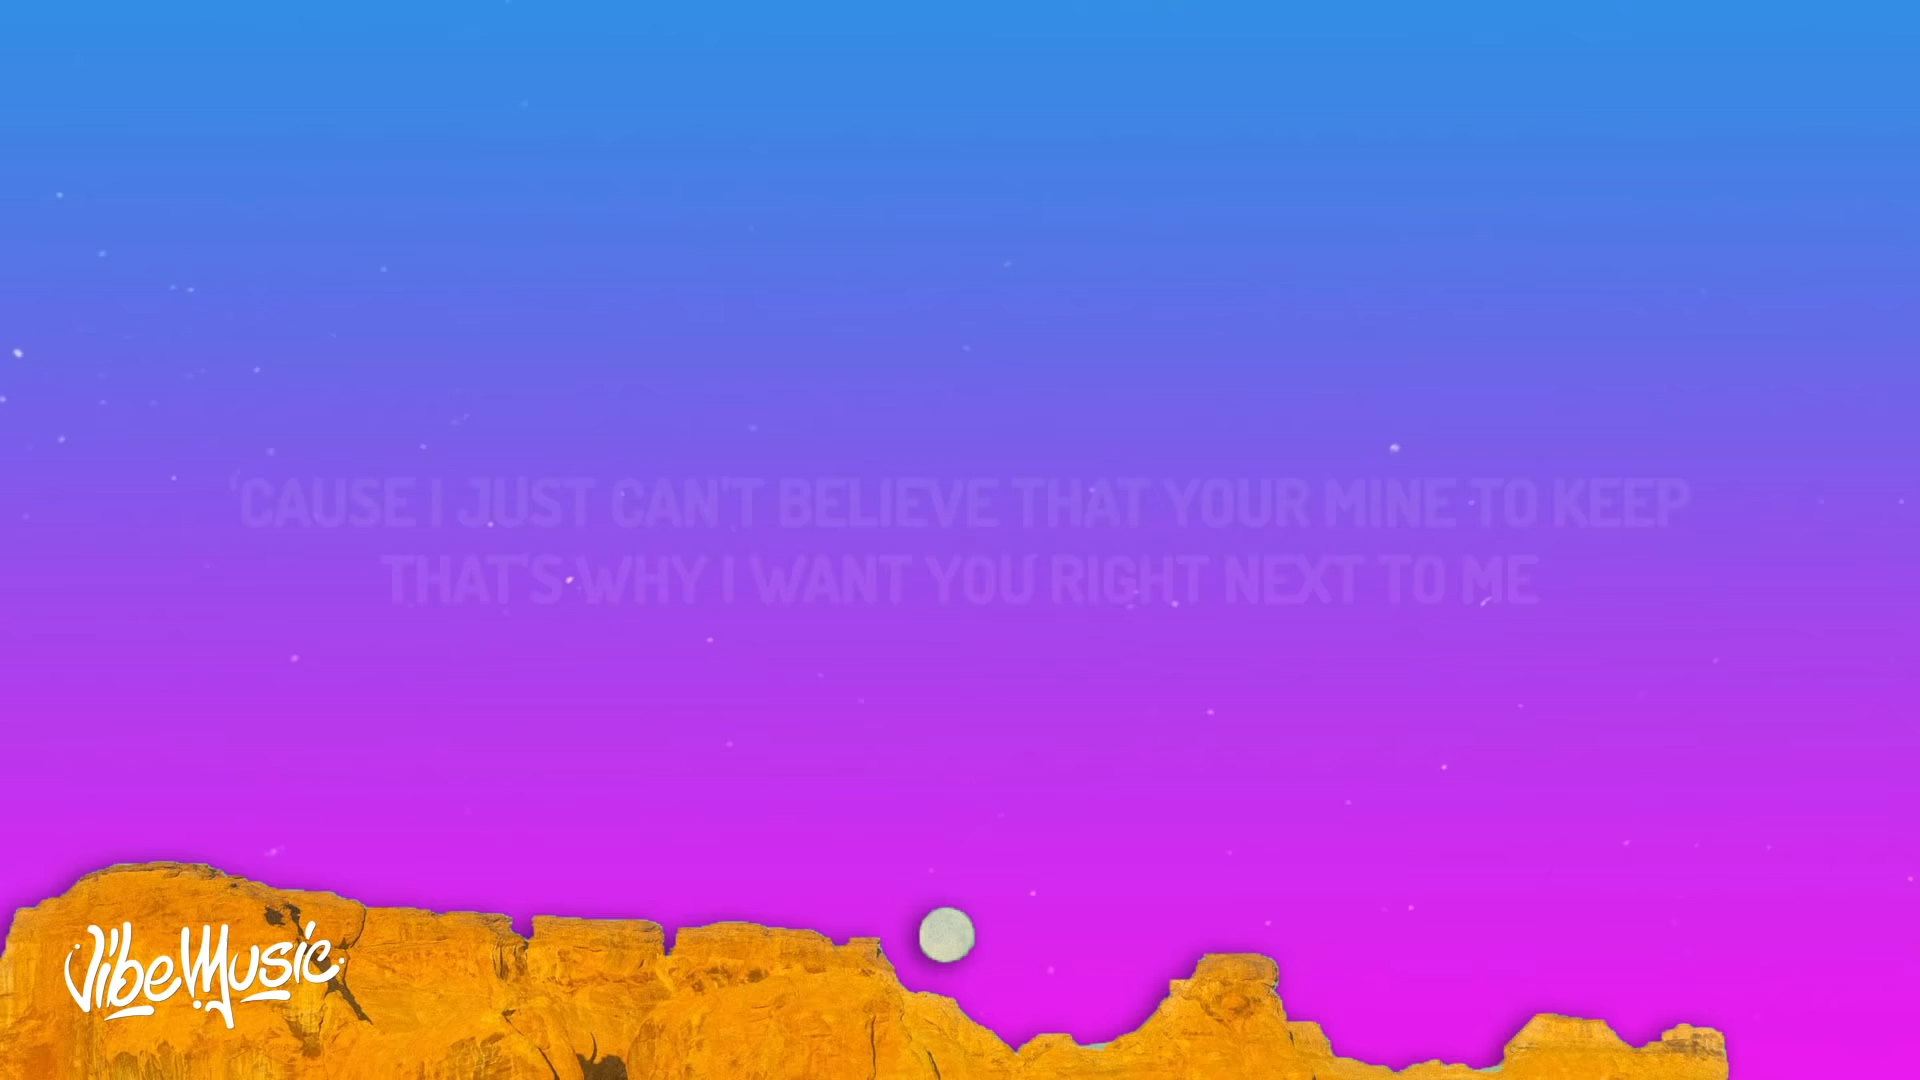 ‘CAUSE I JUST CAN'T BELIEVE THAT YOUR MINE TO KEEP
THAT'S WHY I WANT YOU RIGHT NEXT TO ME
VibeMusic